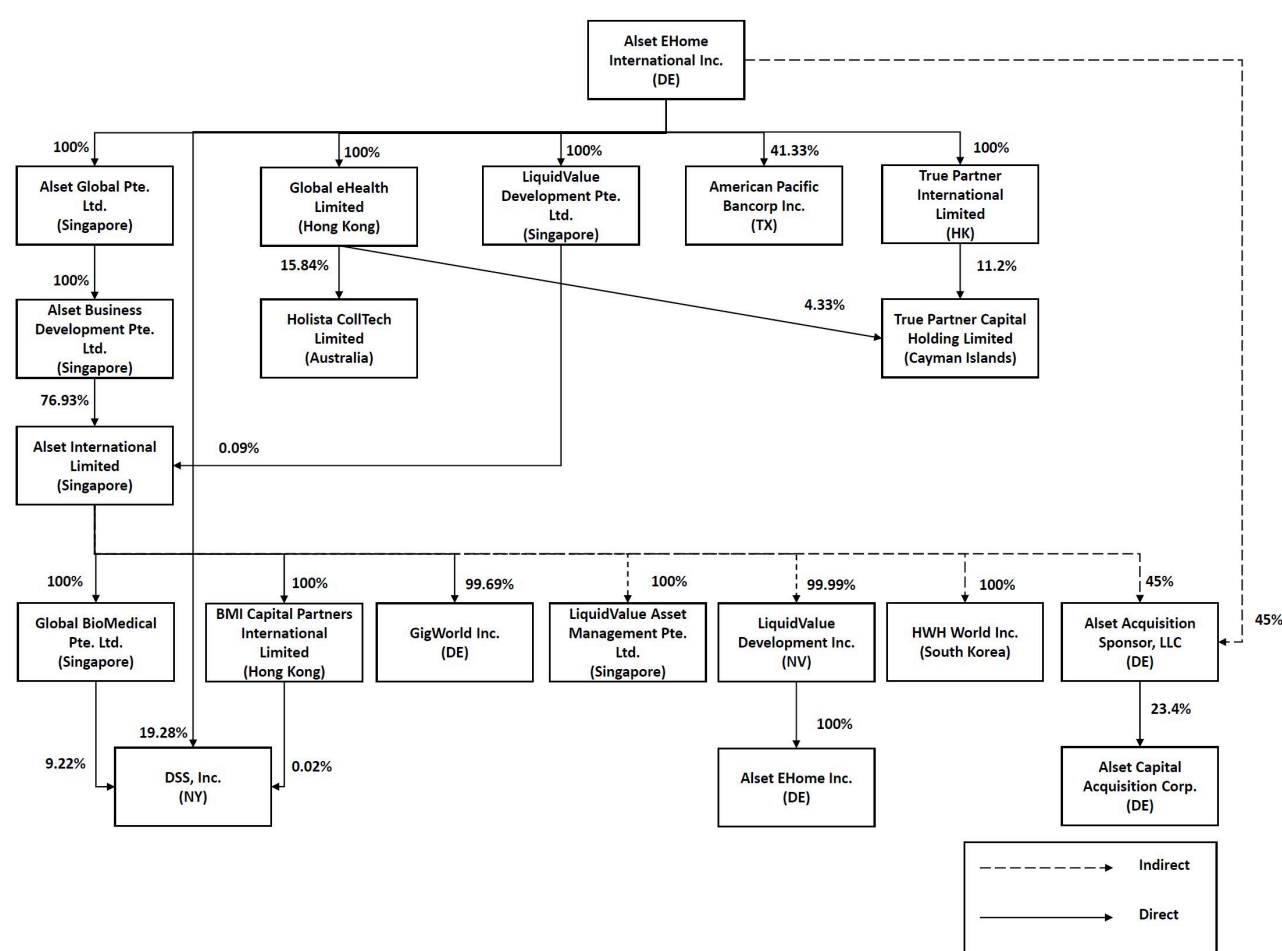 Alset EHome
International Inc.
(DE)
100%
100%
100%
41.33%
100%
Alset Global Pte.
Ltd.
(Singapore)
Global eHealth
Limited
(Hong Kong)
LiquidValue
Development Pte.
Ltd.
(Singapore)
American Pacific
Bancorp Inc.
(TX)
True Partner
International
Limited
(HK)
100%
15.84%
4.33%
11.2%
Alset Business
Development Pte.
Ltd.
(Singapore)
Holista CollTech
Limited
(Australia)
True Partner Capital
Holding Limited
(Cayman Islands)
76.93%
0.09%
Alset International
Limited
(Singapore)
100%
100%
99.69%
100%
99.99%
100%
45%
45%
Global BioMedical
Pte. Ltd.
(Singapore)
BMI Capital Partners
International
Limited
(Hong Kong)
GigWorld Inc.
(DE)
LiquidValue Asset
Management Pte.
Ltd.
(Singapore)
LiquidValue
Development Inc.
(NV)
HWH World Inc.
(South Korea)
Alset Acquisition
Sponsor, LLC
(DE)
9.22%
19.28%
0.02%
100%
23.4%
DSS, Inc.
(NY)
Alset EHome Inc.
(DE)
Alset Capital
Acquisition Corp.
(DE)
Indirect
Direct